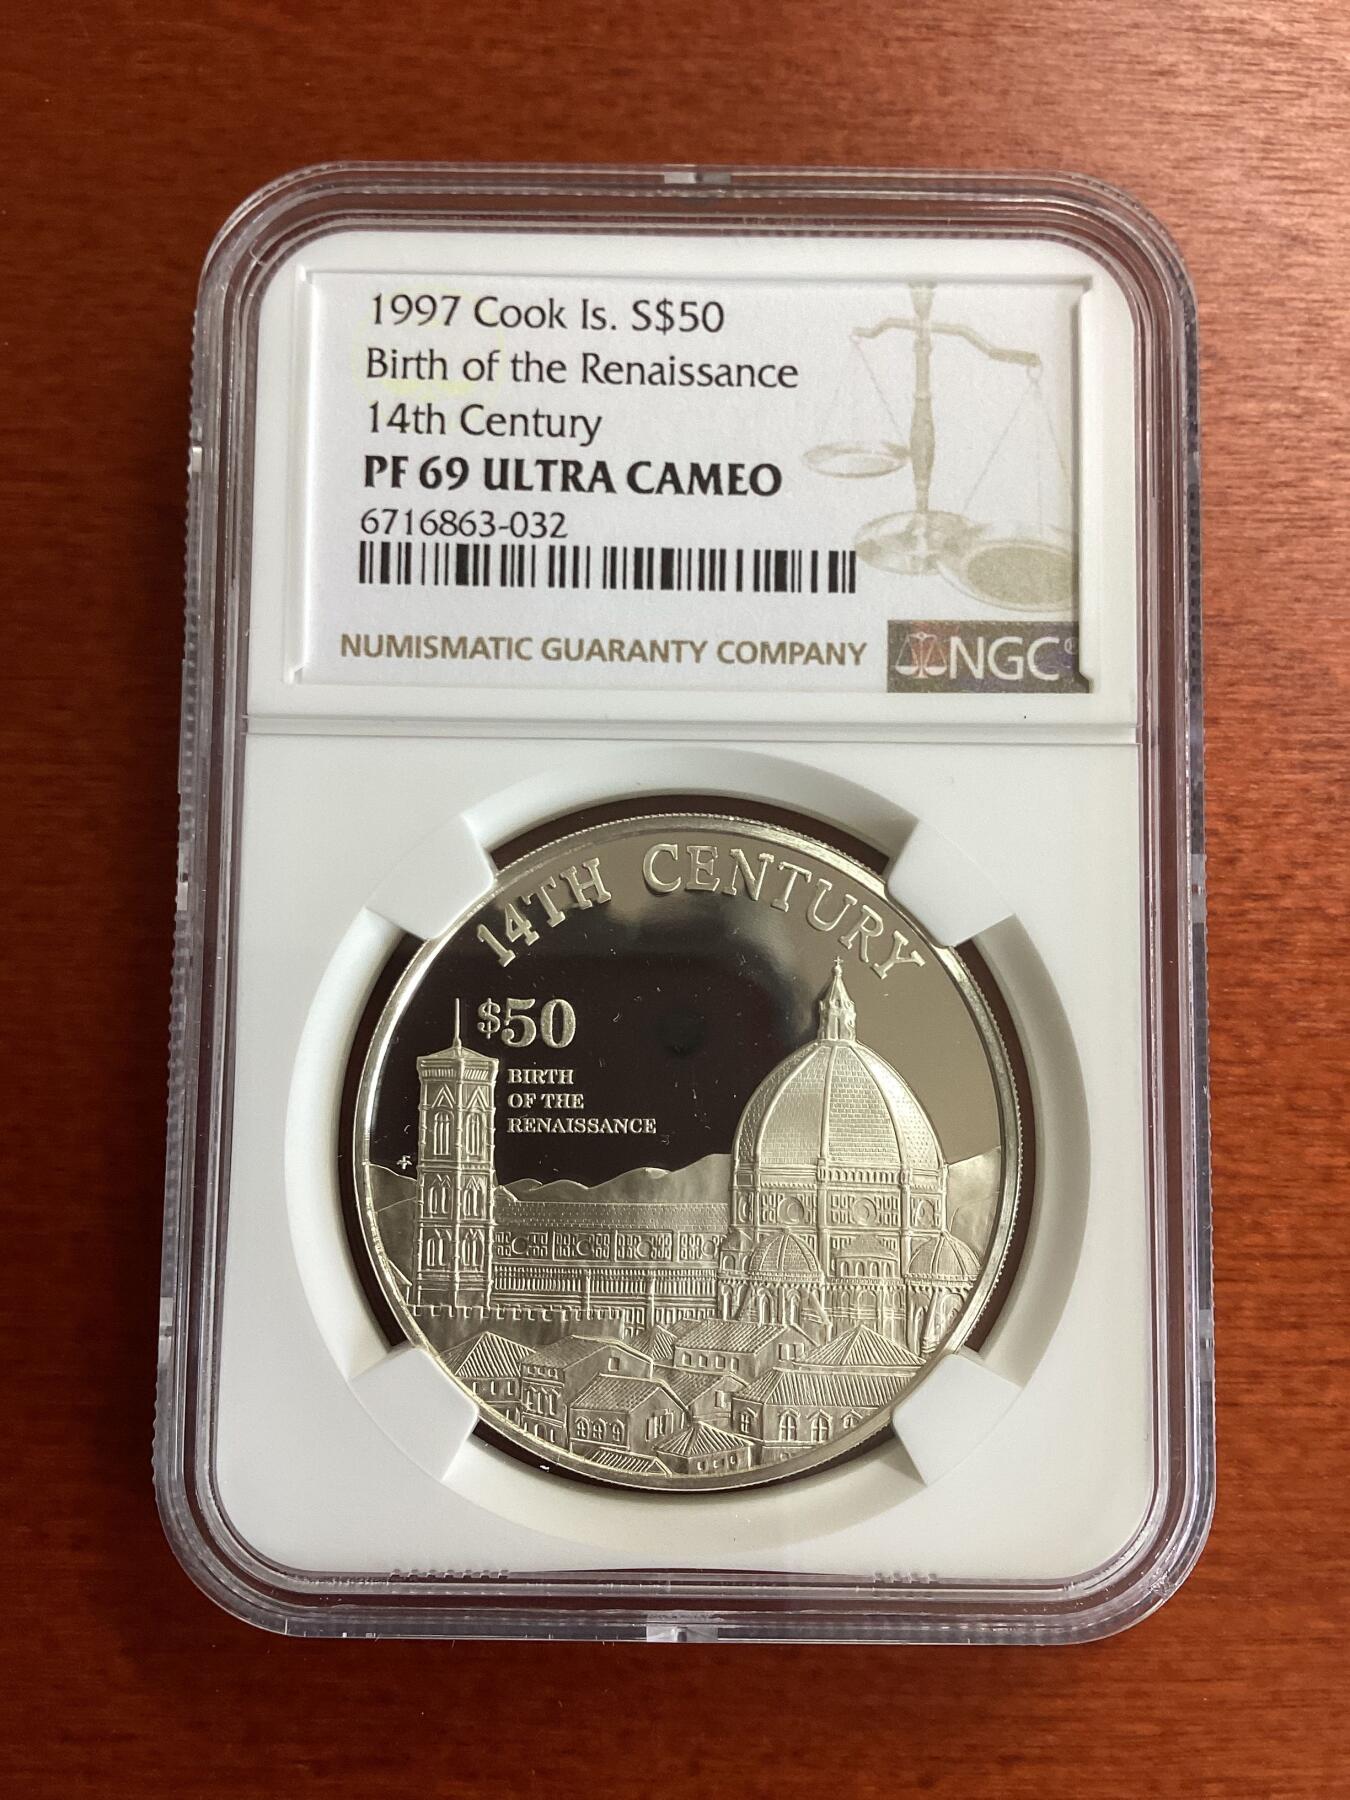 1997 Cook Is. S$50
Birth of the Renaissance
14th Century
PF 69 ULTRA CAMEO
6716863-032
NUMISMATIC GUARANTY COMPANY
NGC®
14TH CENTURY
$50
BIRTH
OF THE
RENAISSANCE